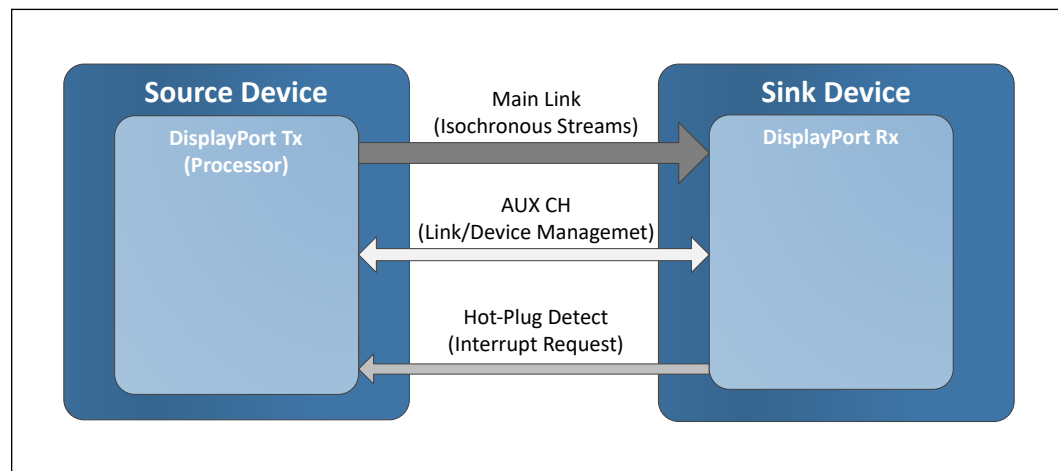 Source Device
DisplayPort Tx
(Processor)
Main Link
(Isochronous Streams)
AUX CH
(Link/Device Managemet)
Hot-Plug Detect
(Interrupt Request)
Sink Device
DisplayPort Rx